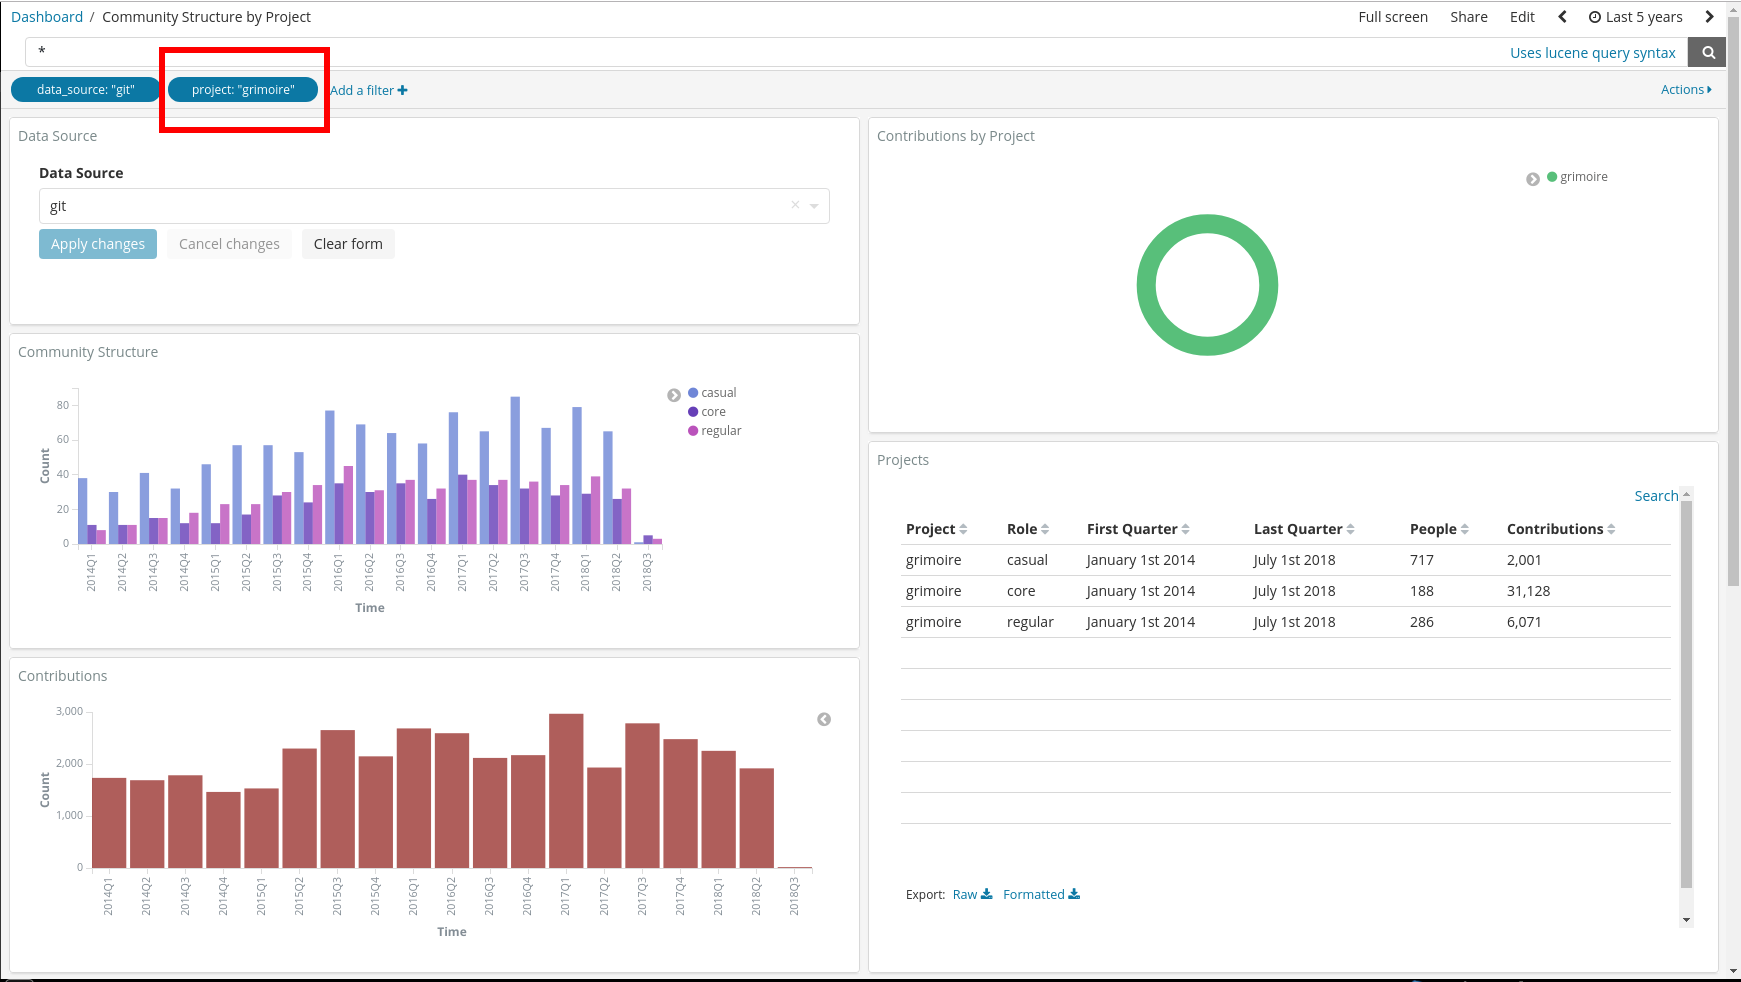 Dashboard / Community Structure by Project
Full screen Share Edit Last 5 years
*
Uses lucene query syntax
data_source: "git" project: "grimoire" Add a filter
Actions
Data Source
Data Source
git
Apply changes Cancel changes Clear form
Community Structure
80
60
40
20
0
Count
2014Q1 2014Q2 2014Q3 2014Q4 2015Q1 2015Q2 2015Q3 2015Q4 2016Q1 2016Q2 2016Q3 2016Q4 2017Q1 2017Q2 2017Q3 2017Q4 2018Q1 2018Q2 2018Q3
Time
casual
core
regular
Contributions
3,000
2,000
1,000
0
Count
2014Q1 2014Q2 2014Q3 2014Q4 2015Q1 2015Q2 2015Q3 2015Q4 2016Q1 2016Q2 2016Q3 2016Q4 2017Q1 2017Q2 2017Q3 2017Q4 2018Q1 2018Q2 2018Q3
Time
Contributions by Project
grimoire
Projects
Search
Project Role First Quarter Last Quarter People Contributions
grimoire casual January 1st 2014 July 1st 2018 717 2,001
grimoire core January 1st 2014 July 1st 2018 188 31,128
grimoire regular January 1st 2014 July 1st 2018 286 6,071
Export: Raw Formatted